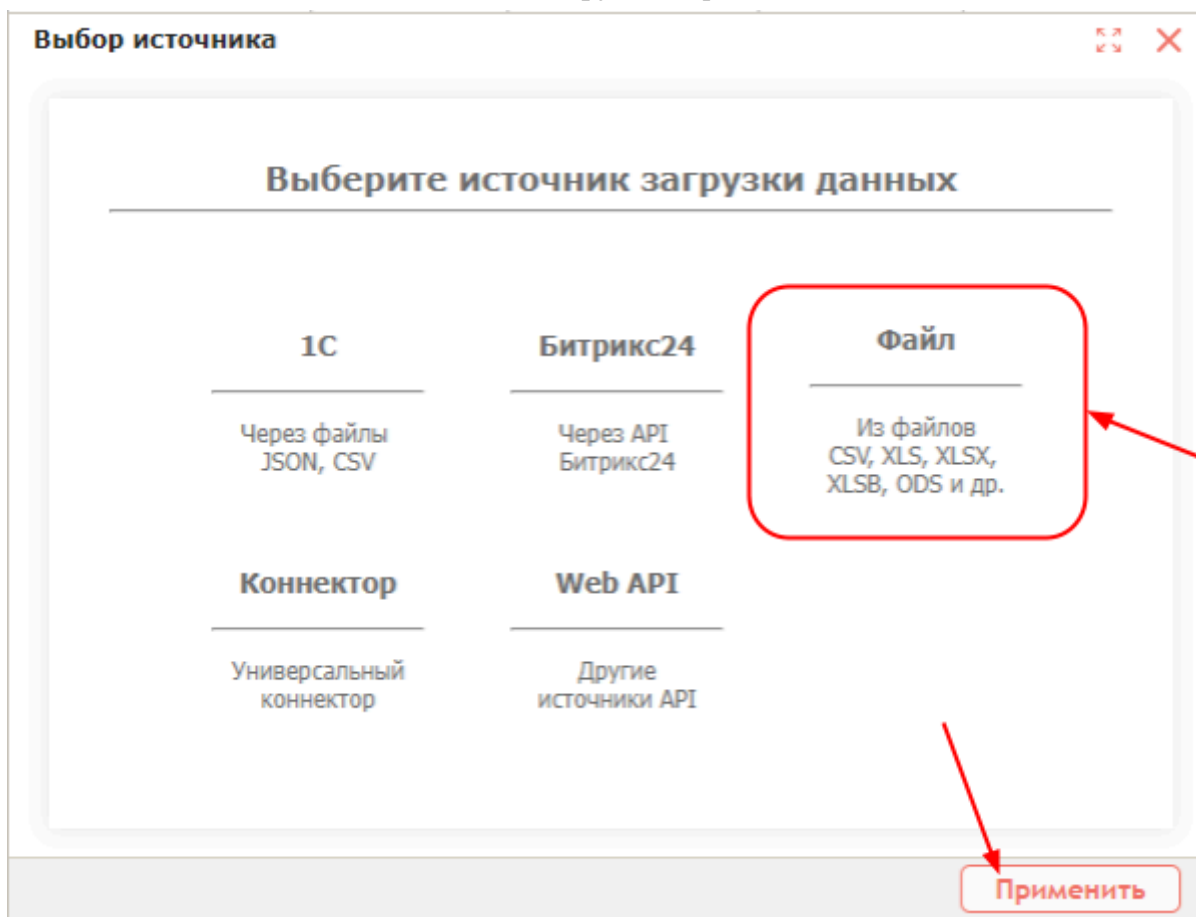 Выбор источника
Выберите источник загрузки данных
1С
Через файлы
JSON, CSV
Битрикс24
Через API
Битрикс24
Файл
Из файлов
CSV, XLS, XLSX,
XLSB, ODS и др.
Коннектор
Универсальный
коннектор
Web API
Другие
источники API
Применить